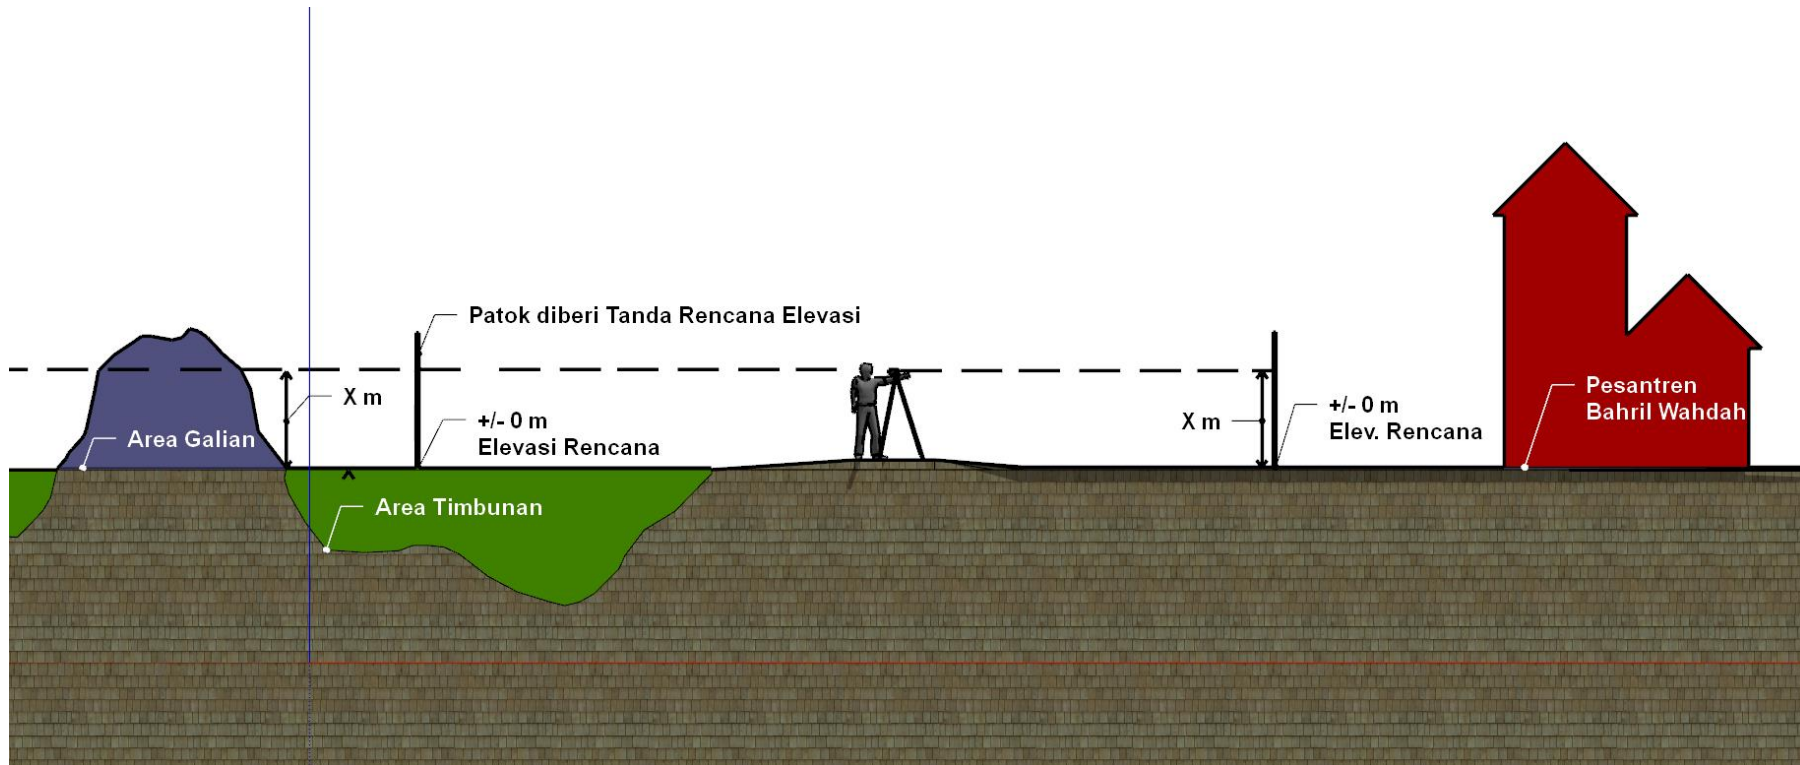 Patok diberi Tanda Rencana Elevasi
X m
+/- 0 m
Elevasi Rencana
Area Galian
Area Timbunan
X m
+/- 0 m
Elev. Rencana
Pesantren
Bahril Wahdah